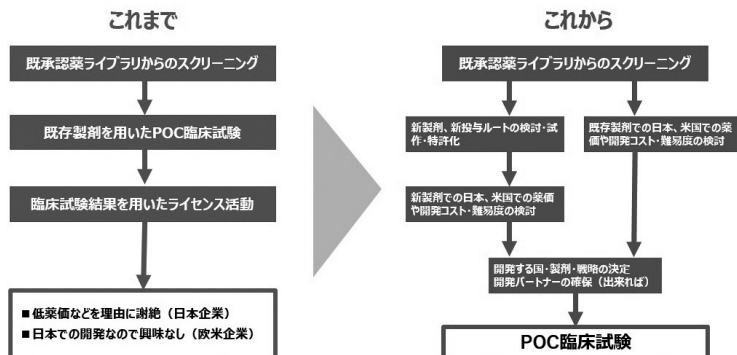 これまで
既承認薬ライブラリからのスクリーニング
既存製剤を用いたPOC臨床試験
臨床試験結果を用いたライセンス活動
■低薬価などを理由に謝絶（日本企業）
■日本での開発なので興味なし（欧米企業）
これから
既承認薬ライブラリからのスクリーニング
新製剤、新投与ルートの検討・試
作・特許化
既存製剤での日本、米国での薬
価や開発コスト・難易度の検討
新製剤での日本、米国での薬価
や開発コスト・難易度の検討
開発する国・製剤・戦略の決定
開発パートナーの確保（出来れば）
POC臨床試験